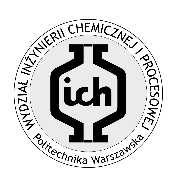 WYDZIAŁ INŻYNIERII CHEMICZNEJ I PROCESOWEJ
ich
Politechnika Warszawska